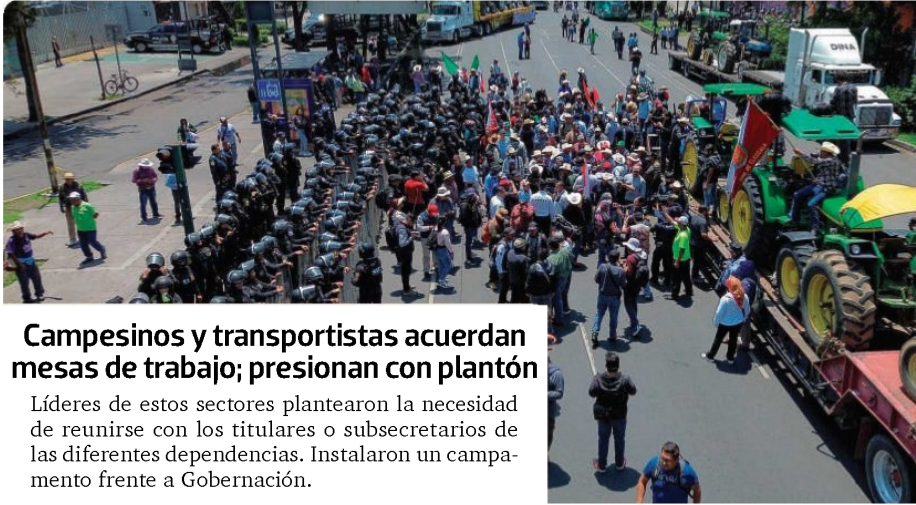 DINA
Campesinos y transportistas acuerdan
mesas de trabajo; presionan con plantón
Líderes de estos sectores plantearon la necesidad
de reunirse con los titulares o subsecretarios de
las diferentes dependencias. Instalaron un campa-
mento frente a Gobernación.